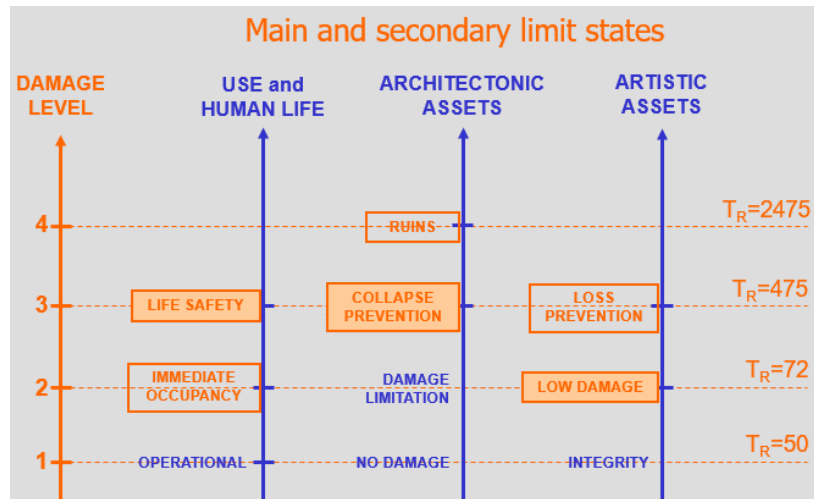 Main and secondary limit states
DAMAGE
LEVEL
USE and
HUMAN LIFE
ARCHITECTONIC
ASSETS
ARTISTIC
ASSETS
4
RUINS
TR=2475
3
LIFE SAFETY
COLLAPSE
PREVENTION
LOSS
PREVENTION
TR=475
2
IMMEDIATE
OCCUPANCY
DAMAGE
LIMITATION
LOW DAMAGE
TR=72
1
OPERATIONAL
NO DAMAGE
INTEGRITY
TR=50